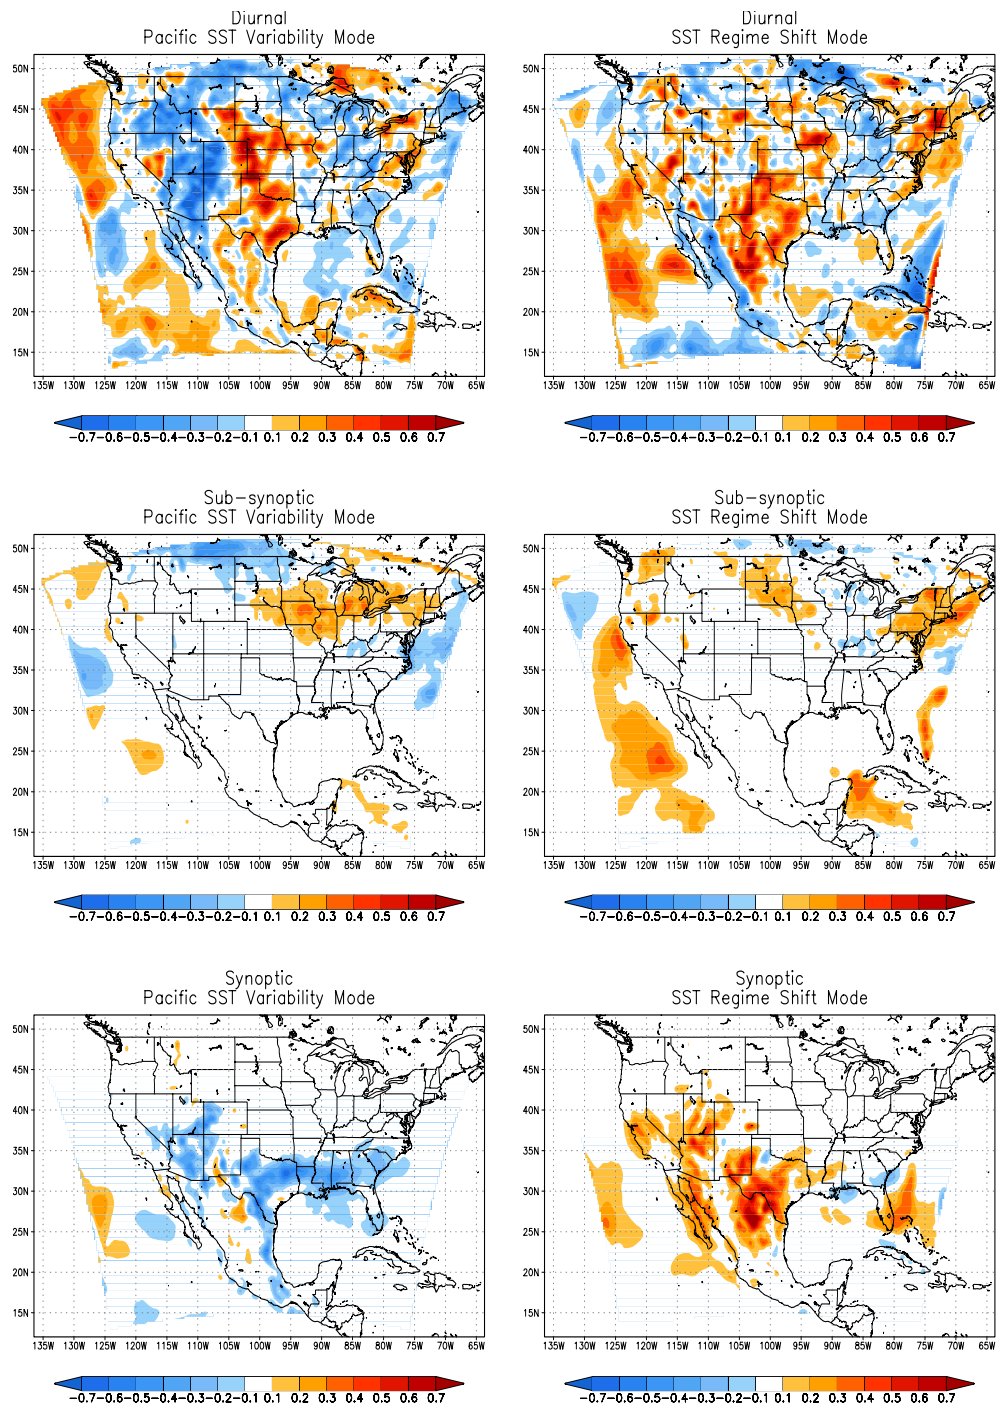 Diurnal
Pacific SST Variability Mode
50N
45N
40N
35N
30N
25N
20N
15N
135W 130W 125W 120W 115W 110W 105W 100W 95W 90W 85W 80W 75W 70W 65W
-0.7 -0.6 -0.5 -0.4 -0.3 -0.2 -0.1 0.1 0.2 0.3 0.4 0.5 0.6 0.7
Diurnal
SST Regime Shift Mode
50N
45N
40N
35N
30N
25N
20N
15N
135W 130W 125W 120W 115W 110W 105W 100W 95W 90W 85W 80W 75W 70W 65W
-0.7 -0.6 -0.5 -0.4 -0.3 -0.2 -0.1 0.1 0.2 0.3 0.4 0.5 0.6 0.7
Sub-synoptic
Pacific SST Variability Mode
50N
45N
40N
35N
30N
25N
20N
15N
135W 130W 125W 120W 115W 110W 105W 100W 95W 90W 85W 80W 75W 70W 65W
-0.7 -0.6 -0.5 -0.4 -0.3 -0.2 -0.1 0.1 0.2 0.3 0.4 0.5 0.6 0.7
Sub-synoptic
SST Regime Shift Mode
50N
45N
40N
35N
30N
25N
20N
15N
135W 130W 125W 120W 115W 110W 105W 100W 95W 90W 85W 80W 75W 70W 65W
-0.7 -0.6 -0.5 -0.4 -0.3 -0.2 -0.1 0.1 0.2 0.3 0.4 0.5 0.6 0.7
Synoptic
Pacific SST Variability Mode
50N
45N
40N
35N
30N
25N
20N
15N
135W 130W 125W 120W 115W 110W 105W 100W 95W 90W 85W 80W 75W 70W 65W
-0.7 -0.6 -0.5 -0.4 -0.3 -0.2 -0.1 0.1 0.2 0.3 0.4 0.5 0.6 0.7
Synoptic
SST Regime Shift Mode
50N
45N
40N
35N
30N
25N
20N
15N
135W 130W 125W 120W 115W 110W 105W 100W 95W 90W 85W 80W 75W 70W 65W
-0.7 -0.6 -0.5 -0.4 -0.3 -0.2 -0.1 0.1 0.2 0.3 0.4 0.5 0.6 0.7